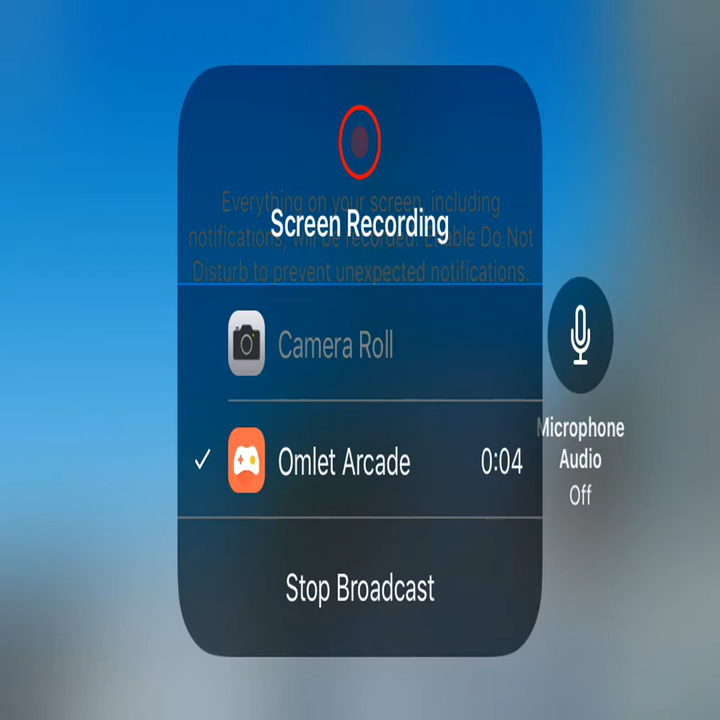 Everything on your screen, including
Screen Recording
notifications, will be recorded. Enable Do Not
Disturb to prevent unexpected notifications.
Camera Roll
Omlet Arcade 0:04
Microphone
Audio
Off
Stop Broadcast